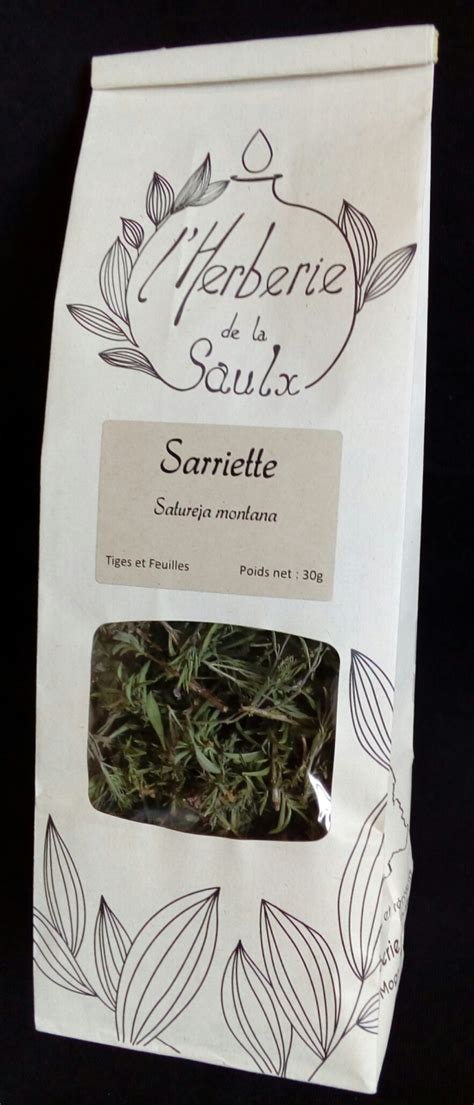 l'Herberie
de la
Saulx
Sarriette
Satureja montana
Tiges et Feuilles
Poids net : 30g